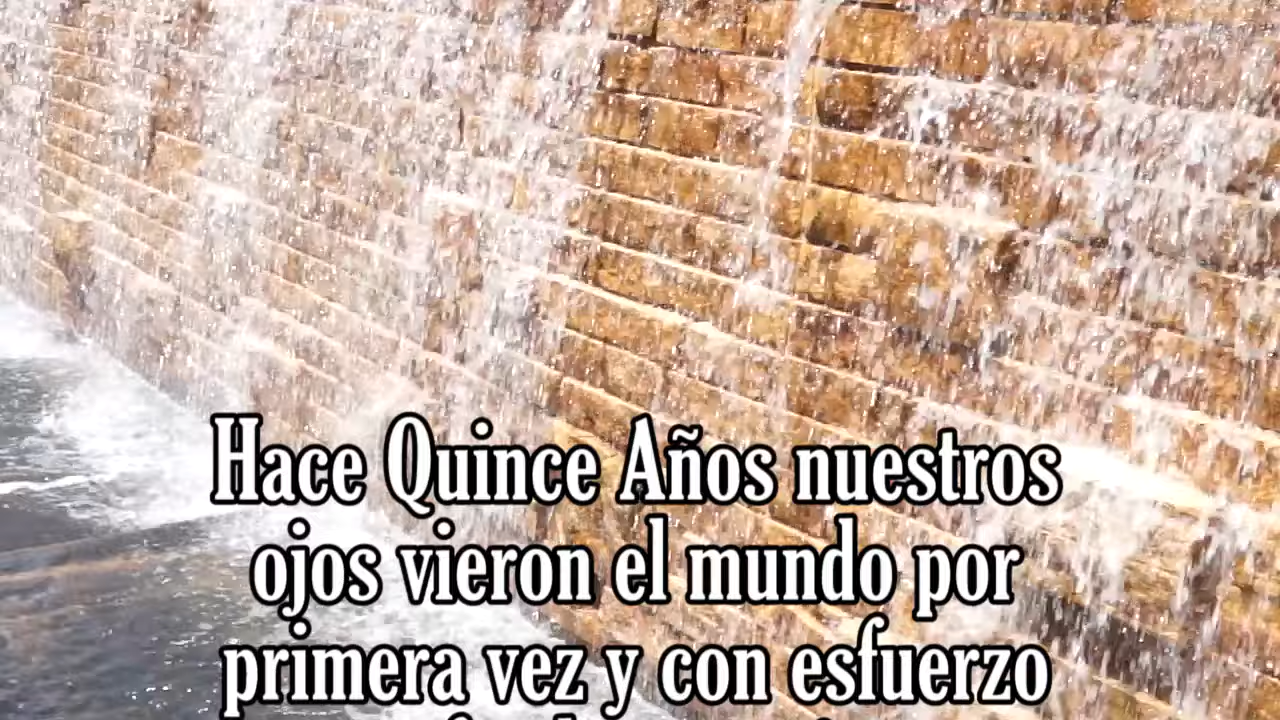 Hace Quince Años nuestros
ojos vieron el mundo por
primera vez y con esfuerzo